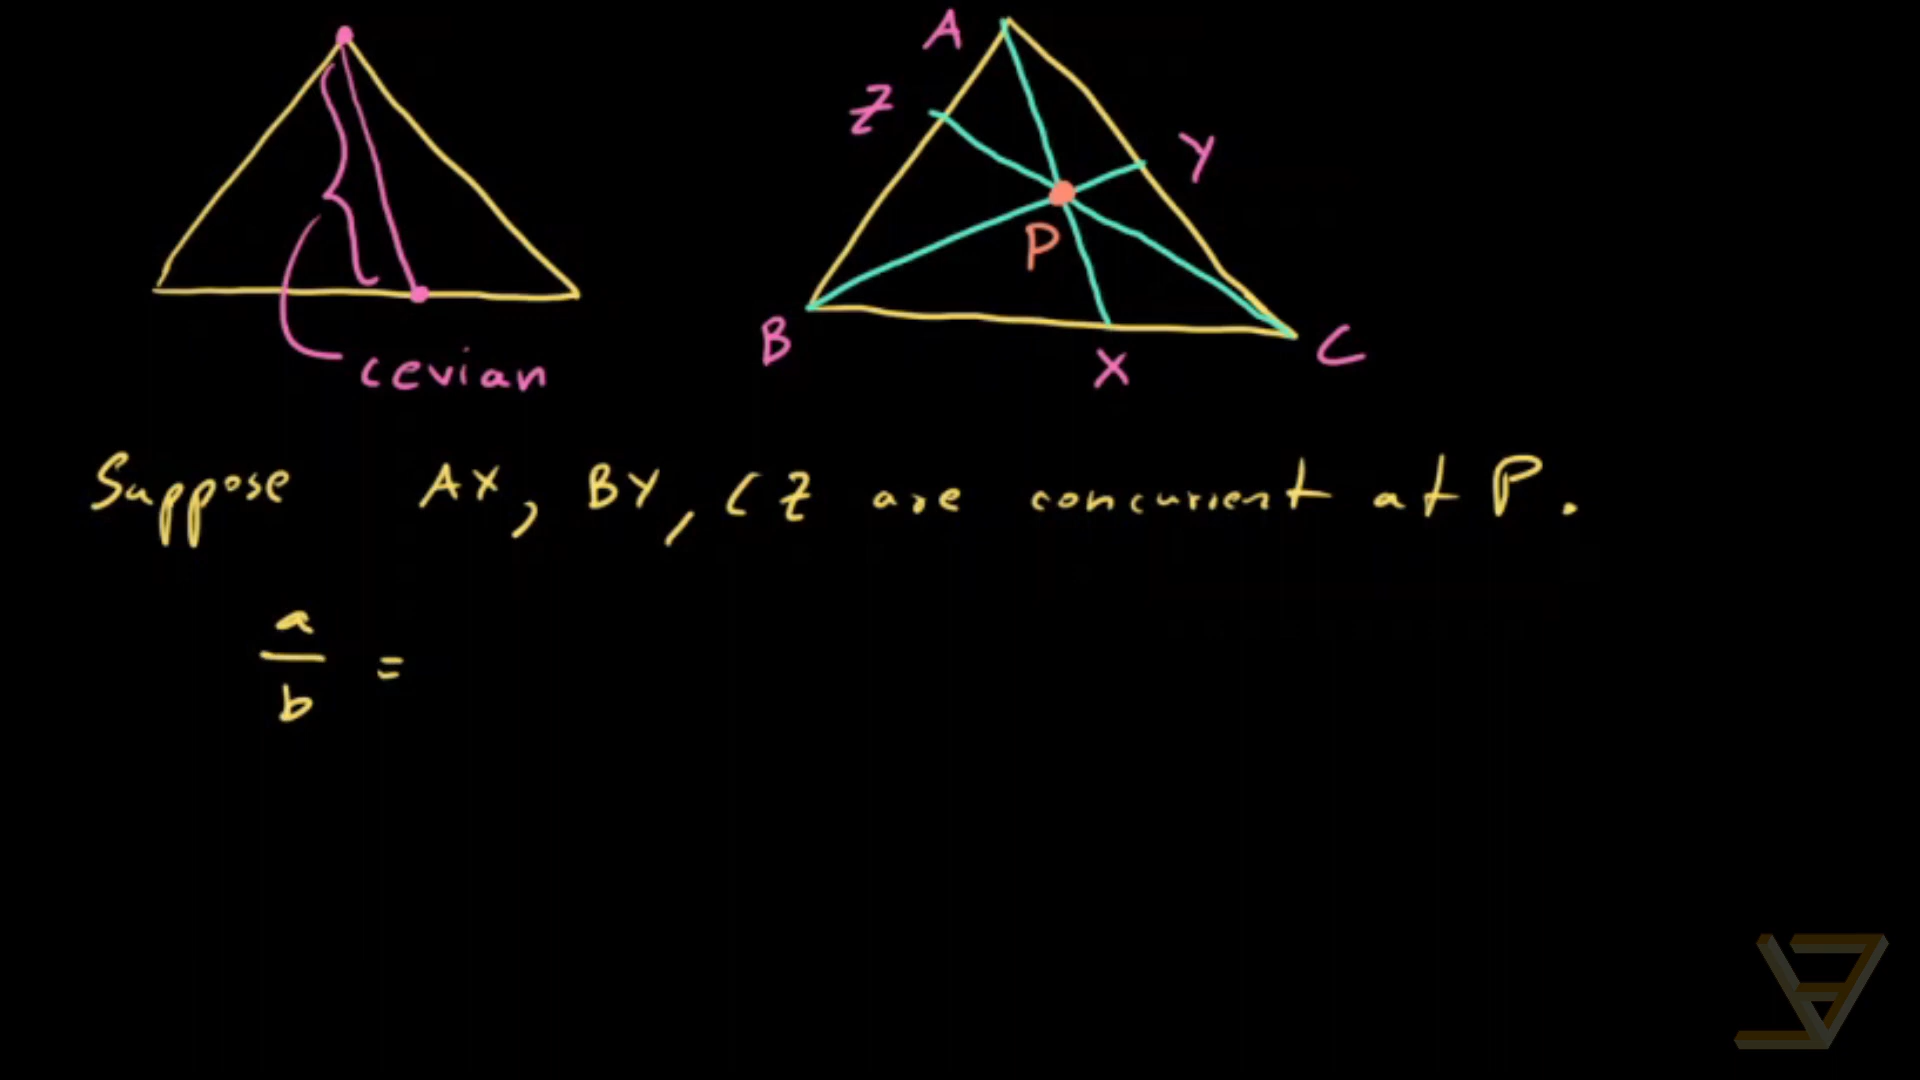 A
Z
Y
P
B
X
C
cevian
Suppose AX, BY, CZ are concurrent at P.
a
b
=